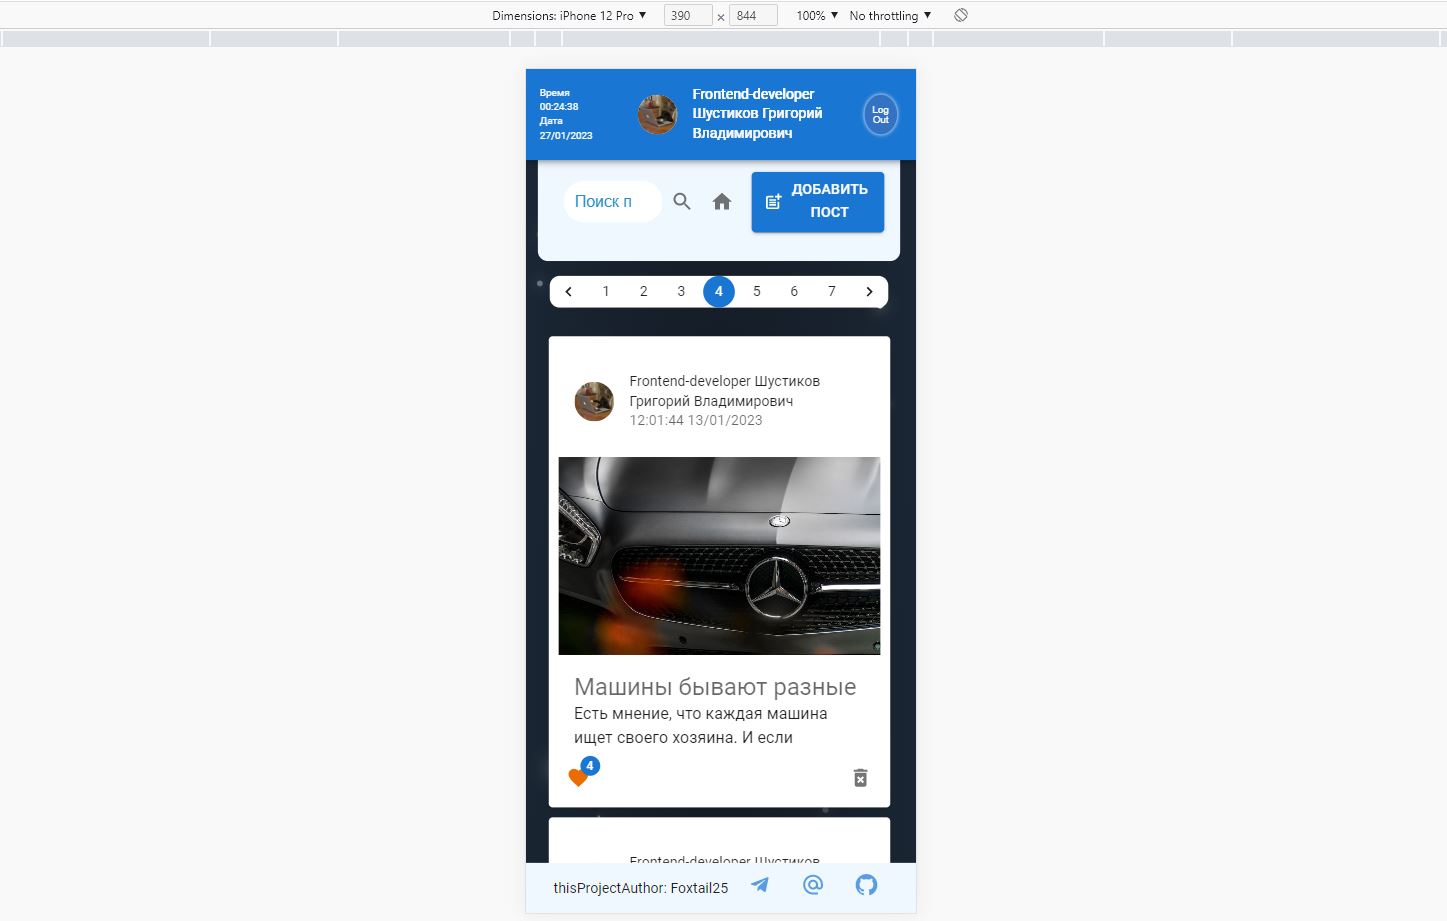 Dimensions: iPhone 12 Pro 390 × 844 100% No throttling
Время
00:24:38
Дата
27/01/2023
Frontend-developer
Шустиков Григорий
Владимирович
Log
Out
Поиск п
ДОБАВИТЬ
ПОСТ
1 2 3 4 5 6 7
Frontend-developer Шустиков
Григорий Владимирович
12:01:44 13/01/2023
Машины бывают разные
Есть мнение, что каждая машина
ищет своего хозяина. И если
4
Frontend-developer Шустиков
thisProjectAuthor: Foxtail25